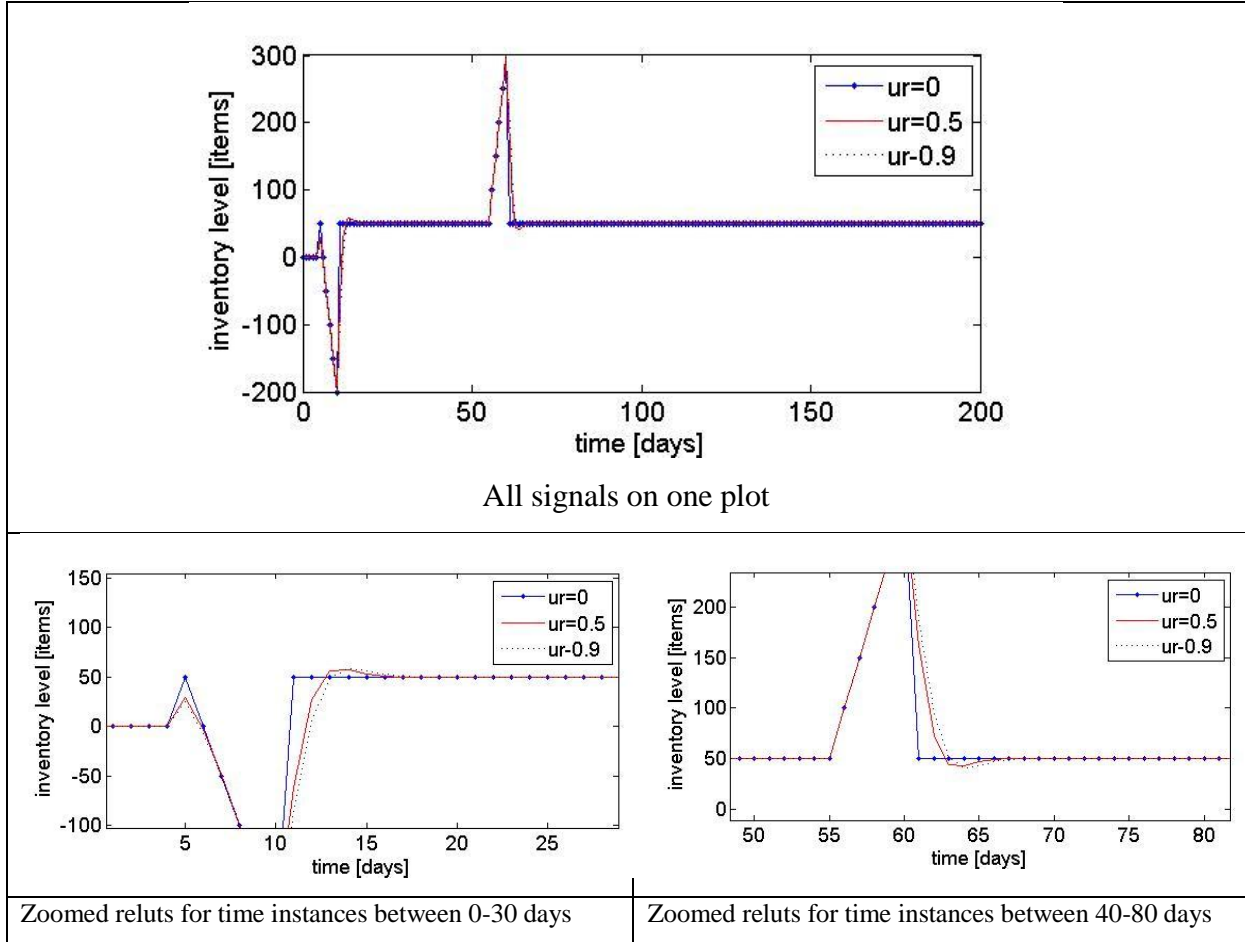 300
200
100
0
-100
-200
0
50
100
150
200
inventory level [items]
time [days]
ur=0
ur=0.5
ur-0.9
All signals on one plot
150
100
50
0
-50
-100
5
10
15
20
25
inventory level [items]
time [days]
ur=0
ur=0.5
ur-0.9
200
150
100
50
0
50
55
60
65
70
75
80
inventory level [items]
time [days]
ur=0
ur=0.5
ur-0.9
Zoomed reluts for time instances between 0-30 days
Zoomed reluts for time instances between 40-80 days